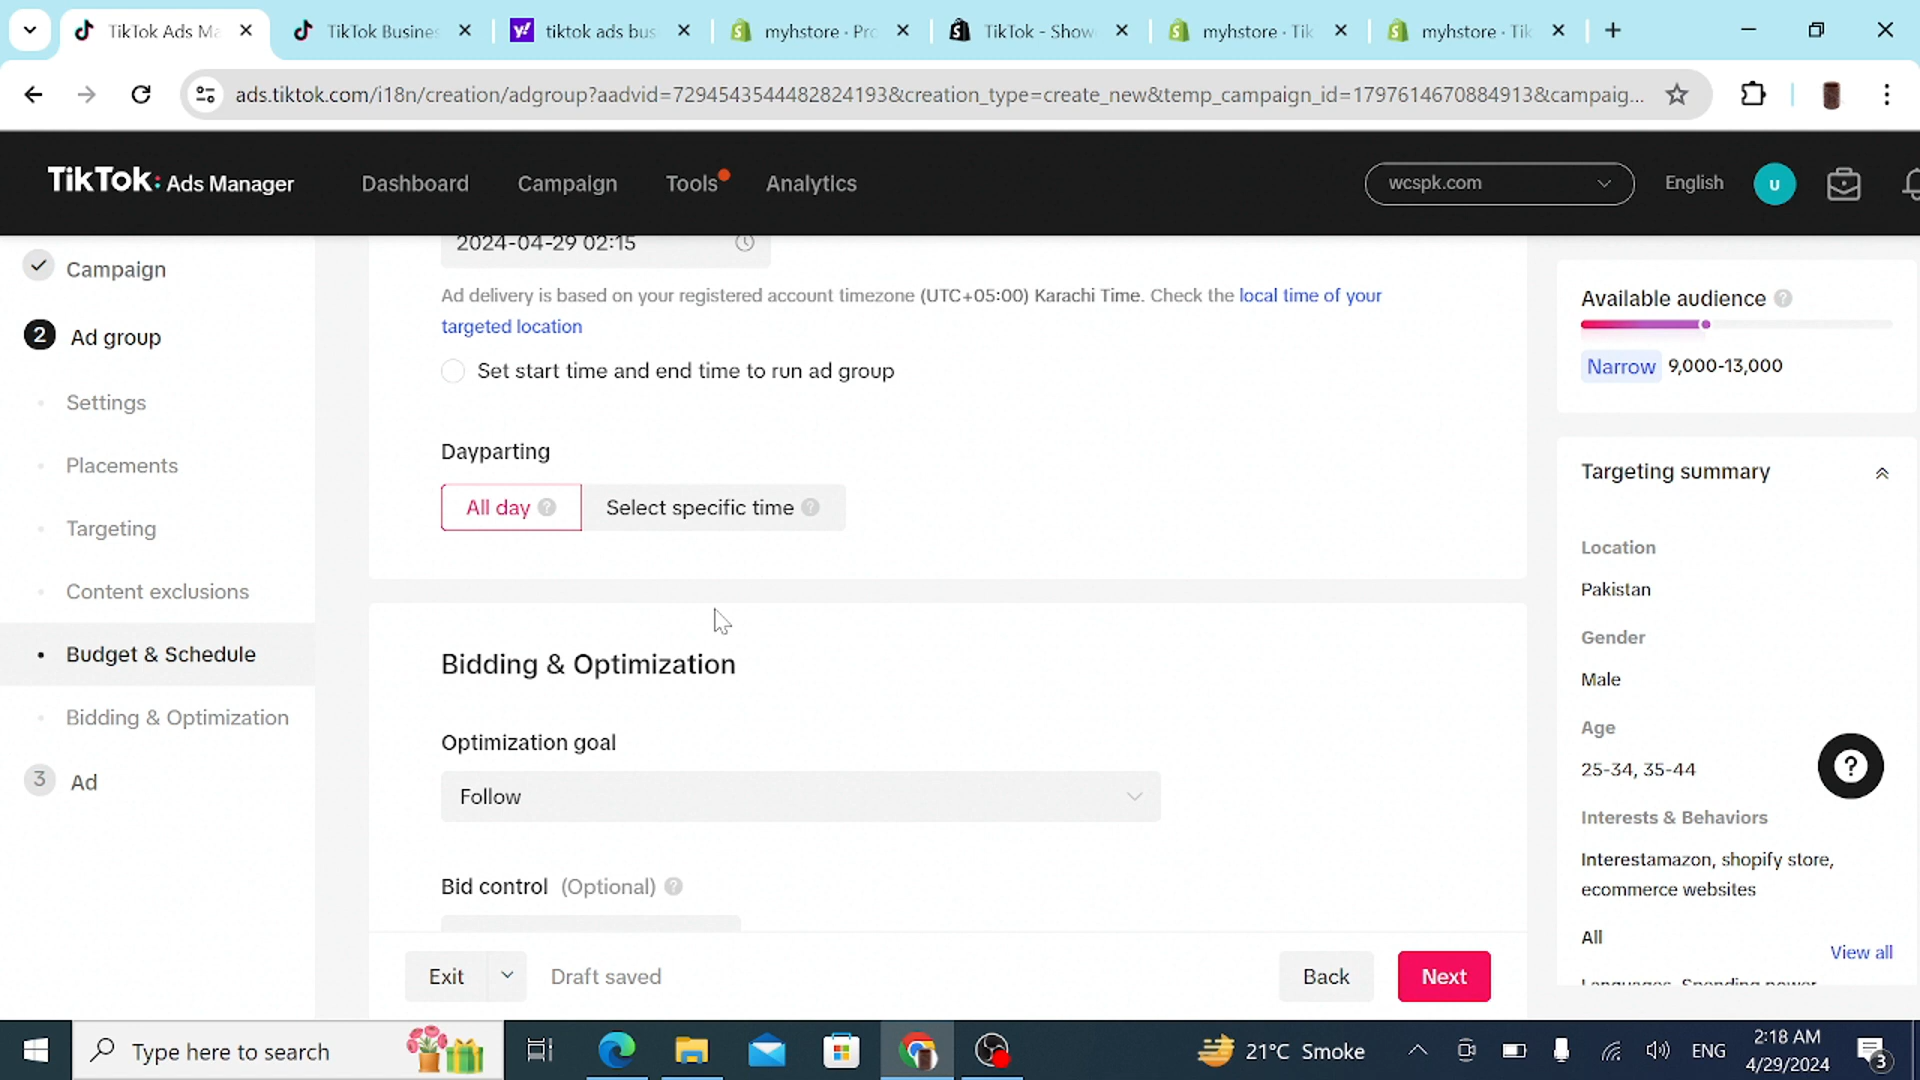 TikTok Ads Ma
TikTok Busines
tiktok ads bus
myhstore · Pro
TikTok - Show
myhstore · Tik
myhstore · Tik
ads.tiktok.com/i18n/creation/adgroup?aadvid=7294543544482824193&creation_type=create_new&temp_campaign_id=1797614670884913&campaig...
TikTok: Ads Manager
Dashboard
Campaign
Tools
Analytics
wcspk.com
English
U
Campaign
2 Ad group
Settings
Placements
Targeting
Content exclusions
Budget & Schedule
Bidding & Optimization
3 Ad
2024-04-29 02:15
Ad delivery is based on your registered account timezone (UTC+05:00) Karachi Time. Check the local time of your
targeted location
Set start time and end time to run ad group
Dayparting
All day ?
Select specific time ?
Bidding & Optimization
Optimization goal
Follow
Bid control (Optional) ?
Exit
Draft saved
Back
Next
Available audience ?
Narrow 9,000-13,000
Targeting summary
Location
Pakistan
Gender
Male
Age
25-34, 35-44
?
Interests & Behaviors
Interestamazon, shopify store,
ecommerce websites
All
View all
Languages, Spending power
Type here to search
21°C Smoke
ENG
2:18 AM
4/29/2024
3